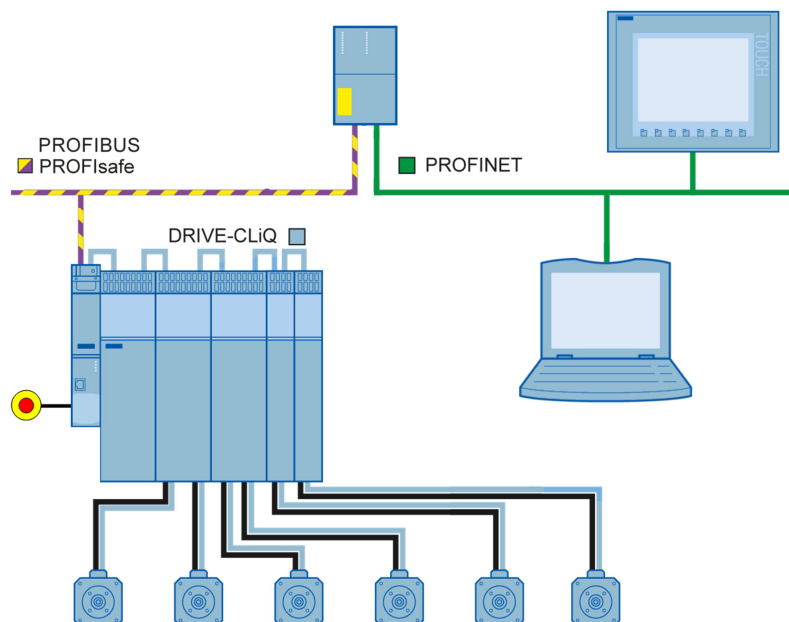 TOUCH
PROFIBUS
PROFIsafe
PROFINET
DRIVE-CLiQ